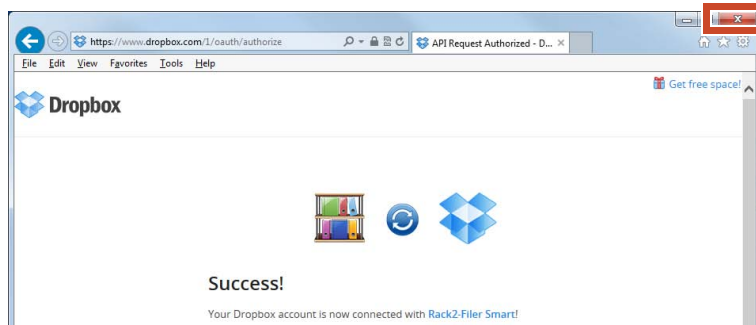 https://www.dropbox.com/1/oauth/authorize
API Request Authorized - D...
File Edit View Favorites Tools Help
Get free space!
Dropbox
Success!
Your Dropbox account is now connected with Rack2-Filer Smart!